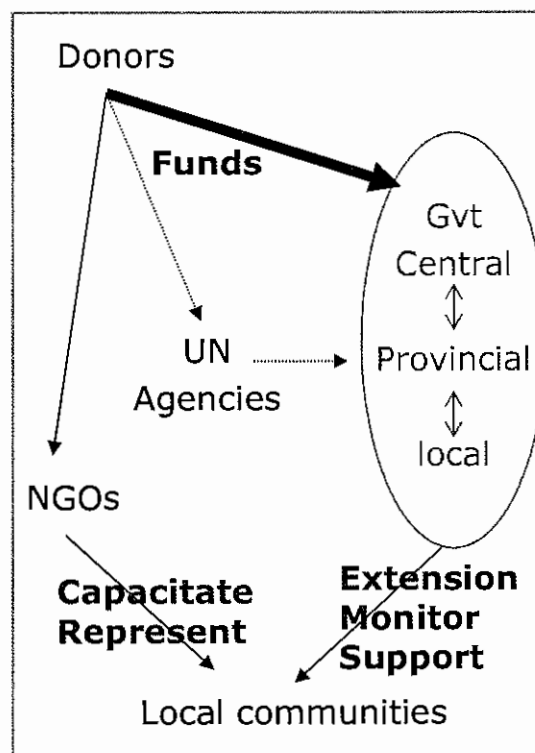 Donors
Funds
Gvt
Central
Provincial
local
UN
Agencies
NGOs
Capacitate
Represent
Extension
Monitor
Support
Local communities